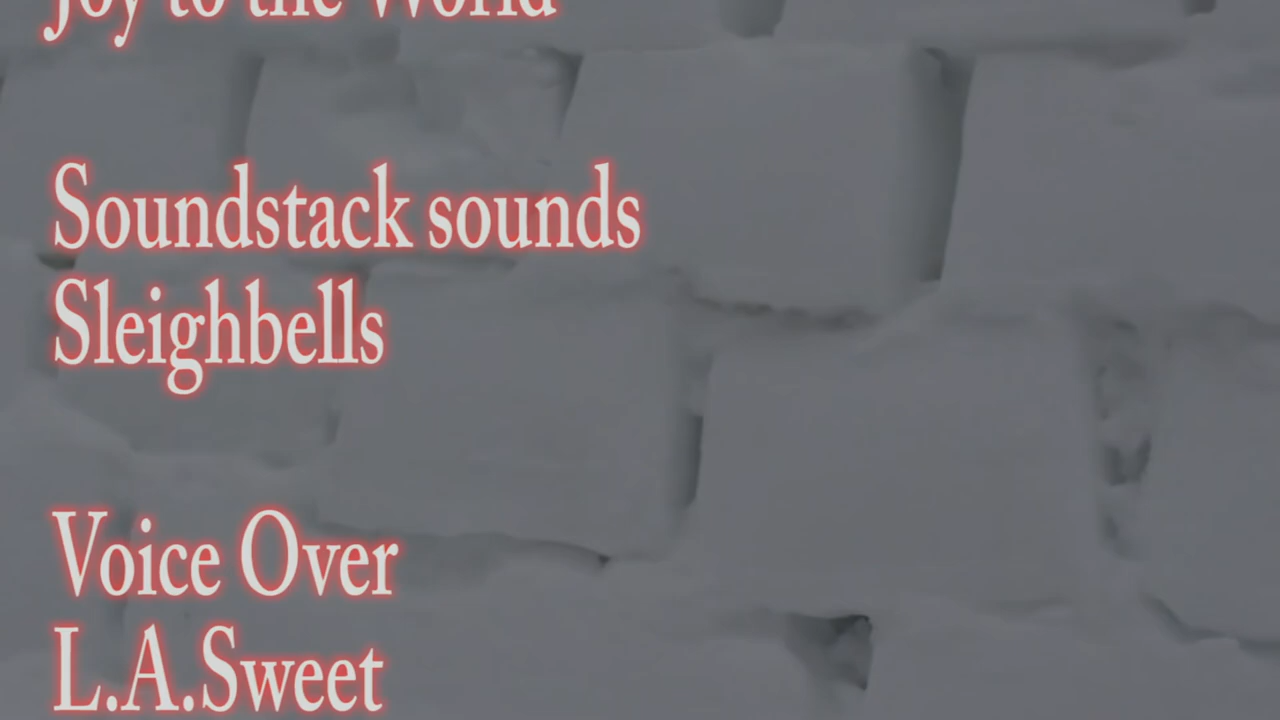 Joy to the World
Soundstack sounds
Sleighbells
Voice Over
L.A.Sweet